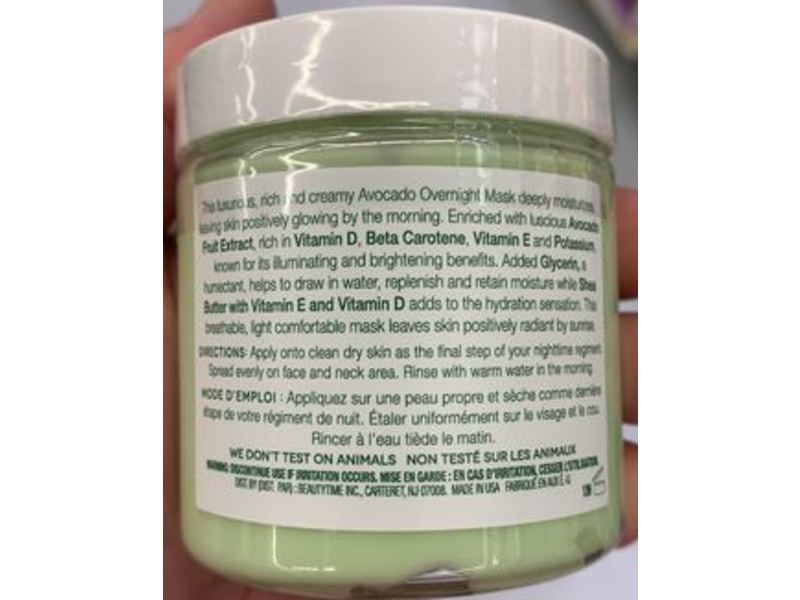 This luxurious, rich and creamy Avocado Overnight Mask deeply moisturizes,
leaving skin positively glowing by the morning. Enriched with luscious Avocado
Fruit Extract, rich in Vitamin D, Beta Carotene, Vitamin E and Potassium,
known for its illuminating and brightening benefits. Added Glycerin, a
humectant, helps to draw in water, replenish and retain moisture while Shea
Butter with Vitamin E and Vitamin D adds to the hydration sensation. This
breathable, light comfortable mask leaves skin positively radiant by sunrise.
DIRECTIONS: Apply onto clean dry skin as the final step of your nighttime regiment.
Spread evenly on face and neck area. Rinse with warm water in the morning.
MODE D'EMPLOI : Appliquez sur une peau propre et sèche comme dernière
étape de votre régiment de nuit. Étaler uniformément sur le visage et le cou.
Rincer à l'eau tiède le matin.
WE DON'T TEST ON ANIMALS NON TESTÉ SUR LES ANIMAUX
WARNING: DISCONTINUE USE IF IRRITATION OCCURS. MISE EN GARDE : EN CAS D'IRRITATION, CESSER L'UTILISATION.
DIST. BY (DIST. PAR) : BEAUTYTIME INC., CARTERET, NJ 07008. MADE IN USA FABRIQUÉ EN AUX É.-U.